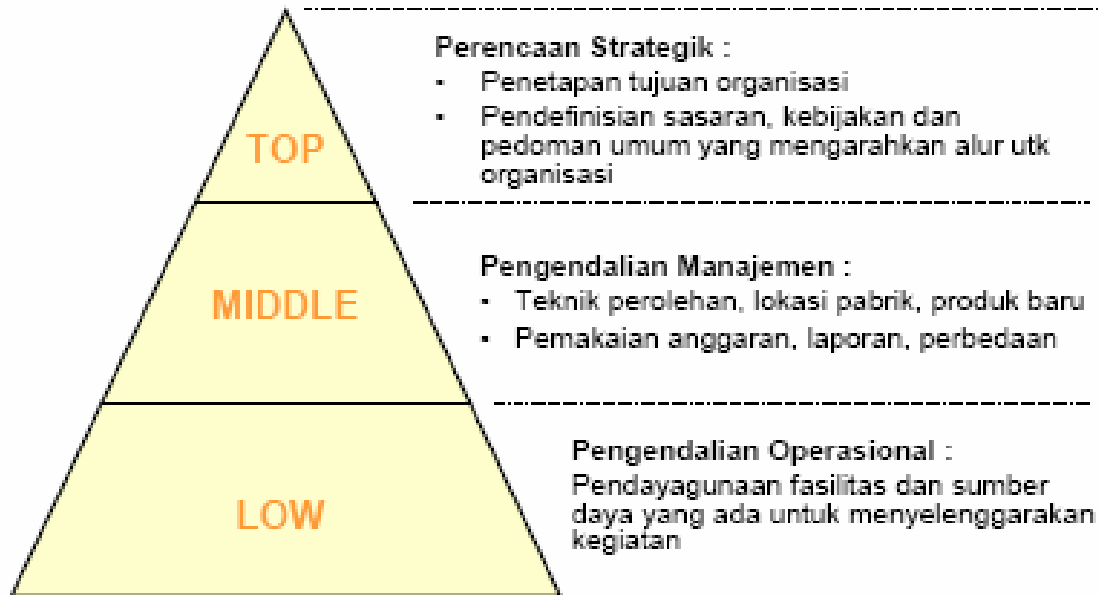 TOP
Perencaan Strategik :
▪ Penetapan tujuan organisasi
▪ Pendefinisian sasaran, kebijakan dan
pedoman umum yang mengarahkan alur utk
organisasi
MIDDLE
Pengendalian Manajemen :
▪ Teknik perolehan, lokasi pabrik, produk baru
▪ Pemakaian anggaran, laporan, perbedaan
LOW
Pengendalian Operasional :
Pendayagunaan fasilitas dan sumber
daya yang ada untuk menyelenggarakan
kegiatan